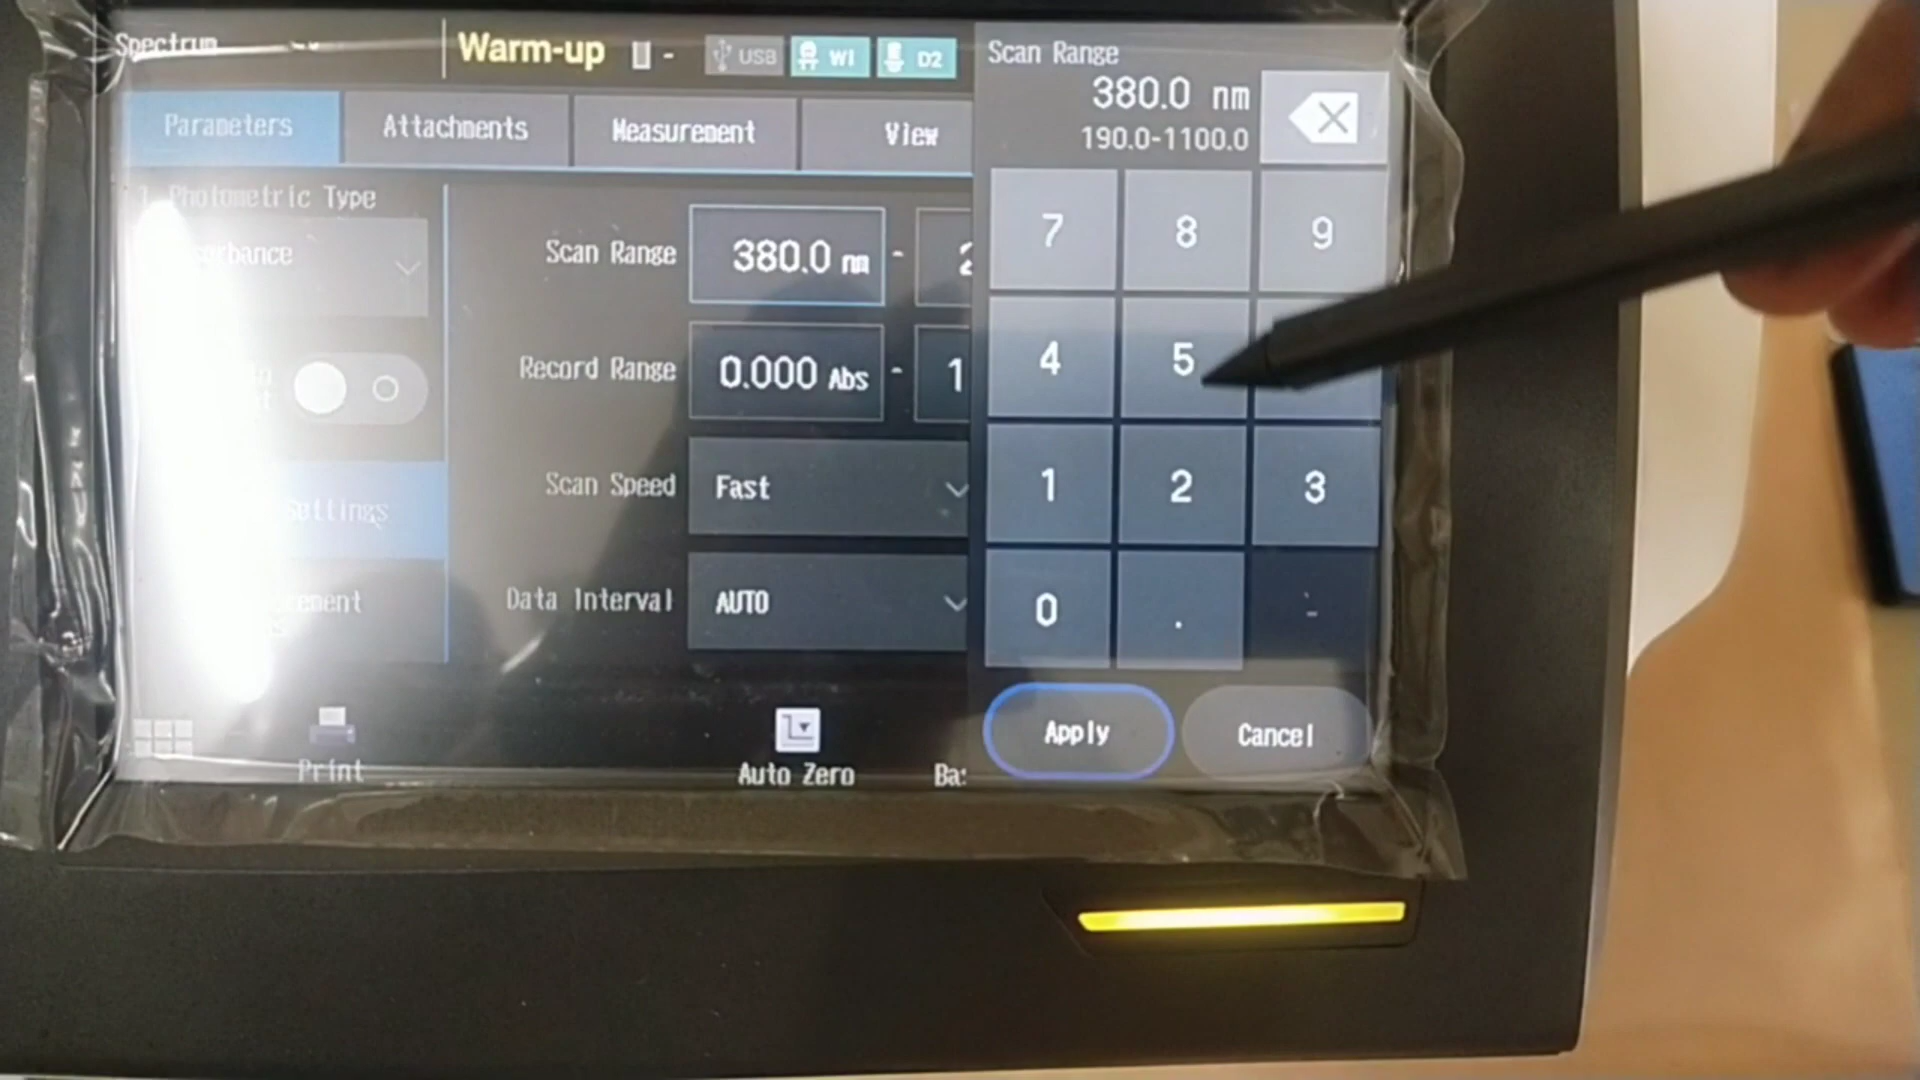 Spectrum
Warm-up - USB WI D2
Parameters Attachments Measurement View
Photometric Type
Scan Range 380.0 nm -
Record Range 0.000 Abs - 1
Scan Speed Fast
settings
Data Interval AUTO
Print Auto Zero
Scan Range
380.0 nm
190.0-1100.0
7 8 9
4 5
1 2 3
0 . -
Apply Cancel